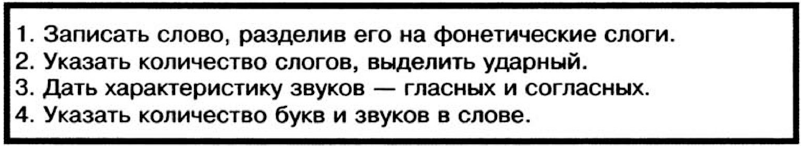 1. Записать слово, разделив его на фонетические слоги.
2. Указать количество слогов, выделить ударный.
3. Дать характеристику звуков — гласных и согласных.
4. Указать количество букв и звуков в слове.